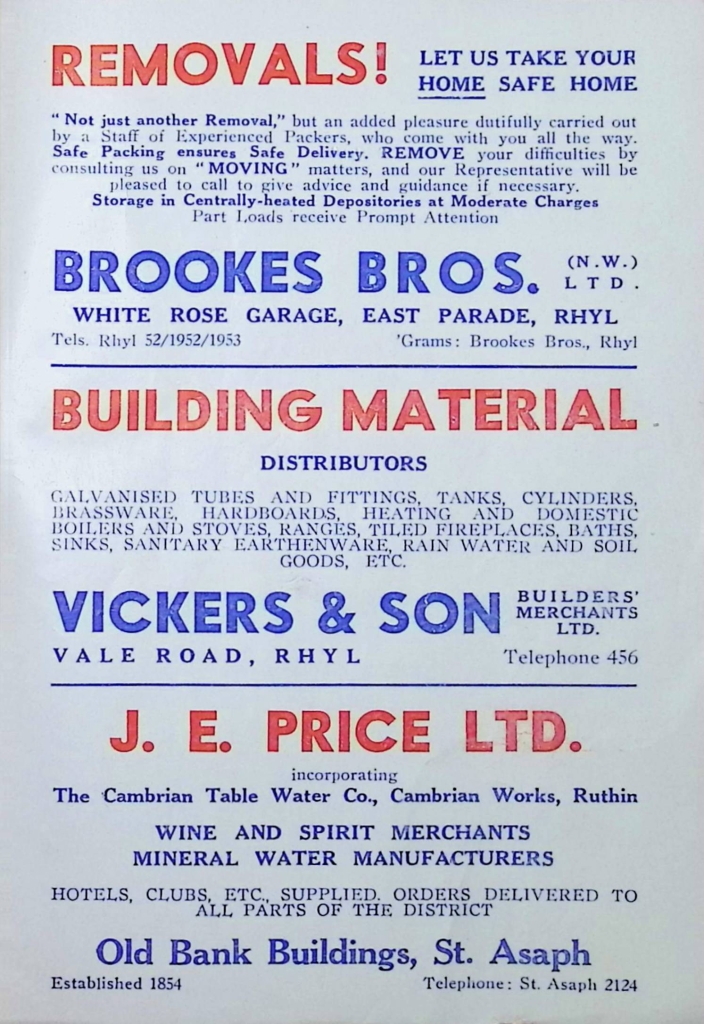 REMOVALS!
LET US TAKE YOUR
HOME SAFE HOME
"Not just another Removal," but an added pleasure dutifully carried out
by a Staff of Experienced Packers, who come with you all the way.
Safe Packing ensures Safe Delivery. REMOVE your difficulties by
consulting us on "MOVING" matters, and our Representative will be
pleased to call to give advice and guidance if necessary.
Storage in Centrally-heated Depositories at Moderate Charges
Part Loads receive Prompt Attention
BROOKES BROS. (N.W.) LTD.
WHITE ROSE GARAGE, EAST PARADE, RHYL
Tels. Rhyl 52/1952/1953 'Grams: Brookes Bros., Rhyl
BUILDING MATERIAL
DISTRIBUTORS
GALVANISED TUBES AND FITTINGS, TANKS, CYLINDERS,
BRASSWARE, HARDBOARDS, HEATING AND DOMESTIC
BOILERS AND STOVES, RANGES, TILED FIREPLACES, BATHS,
SINKS, SANITARY EARTHENWARE, RAIN WATER AND SOIL
GOODS, ETC.
VICKERS & SON
BUILDERS'
MERCHANTS
LTD.
VALE ROAD, RHYL Telephone 456
J. E. PRICE LTD.
incorporating
The Cambrian Table Water Co., Cambrian Works, Ruthin
WINE AND SPIRIT MERCHANTS
MINERAL WATER MANUFACTURERS
HOTELS, CLUBS, ETC., SUPPLIED. ORDERS DELIVERED TO
ALL PARTS OF THE DISTRICT
Old Bank Buildings, St. Asaph
Established 1854 Telephone: St. Asaph 2124